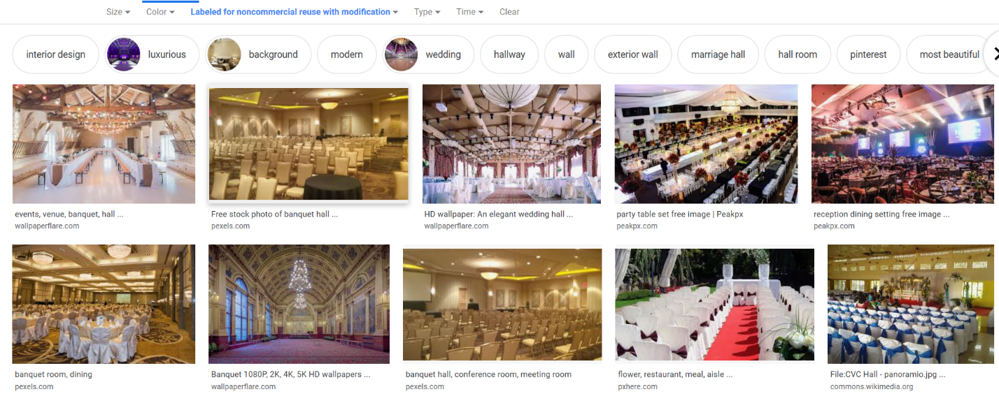 Size
Color
Labeled for noncommercial reuse with modification
Type
Time
Clear
interior design
luxurious
background
modern
wedding
hallway
wall
exterior wall
marriage hall
hall room
pinterest
most beautiful
events, venue, banquet, hall ...
wallpaperflare.com
Free stock photo of banquet hall ...
pexels.com
HD wallpaper: An elegant wedding hall ...
wallpaperflare.com
party table set free image | Peakpx
peakpx.com
reception dining setting free image ...
peakpx.com
banquet room, dining
pexels.com
Banquet 1080P, 2K, 4K, 5K HD wallpapers ...
wallpaperflare.com
banquet hall, conference room, meeting room
pexels.com
flower, restaurant, meal, aisle ...
pxhere.com
File:CVC Hall - panoramio.jpg ...
commons.wikimedia.org